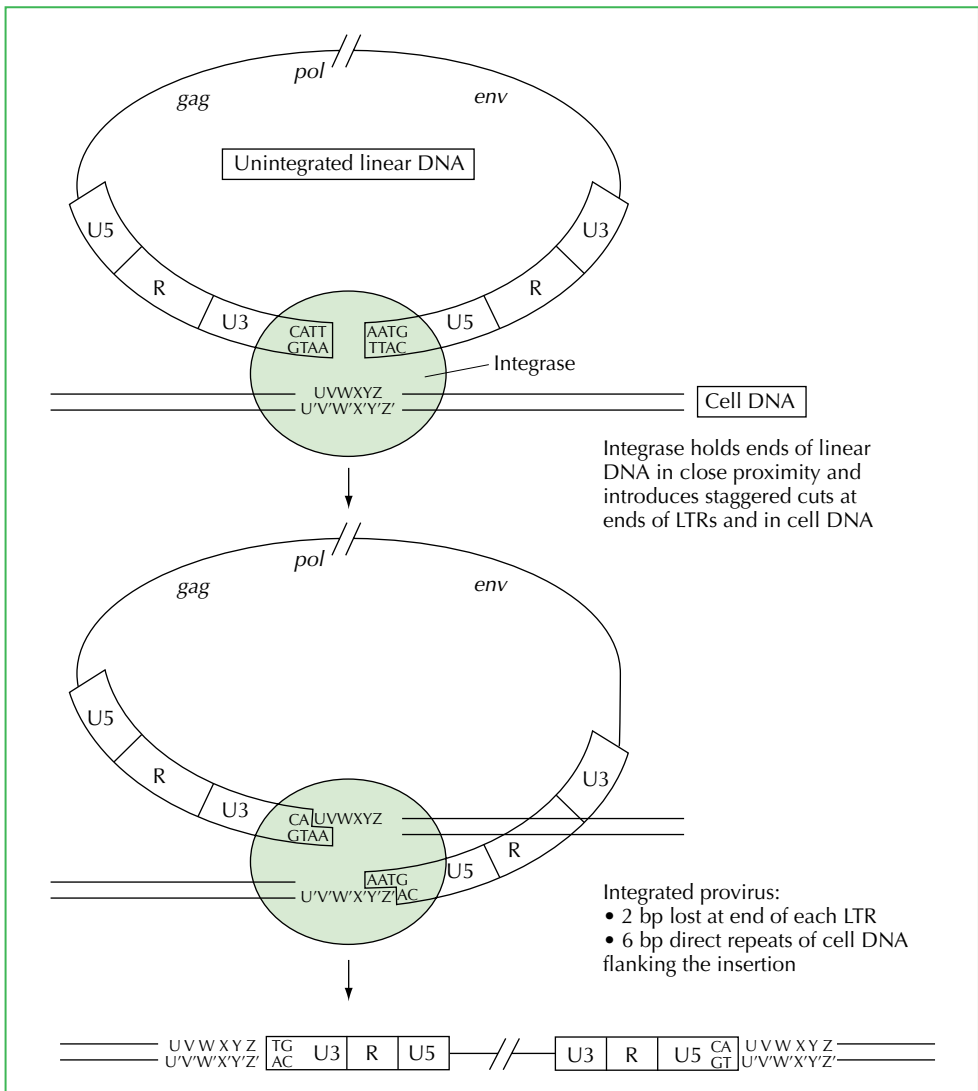 pol
gag
env
Unintegrated linear DNA
U5
U3
R
R
U3
U5
CATT
GTAA
AATG
TTAC
Integrase
UVWXYZ
U'V'W'X'Y'Z'
Cell DNA
Integrase holds ends of linear
DNA in close proximity and
introduces staggered cuts at
ends of LTRs and in cell DNA
pol
gag
env
U5
U3
R
R
U3
U5
CA UVWXYZ
GTAA
AATG
U'V'W'X'Y'Z' AC
Integrated provirus:
• 2 bp lost at end of each LTR
• 6 bp direct repeats of cell DNA
flanking the insertion
U V W X Y Z TG U3 R U5 U3 R U5 CA U V W X Y Z
U'V'W'X'Y'Z' AC GT U'V'W'X'Y'Z'